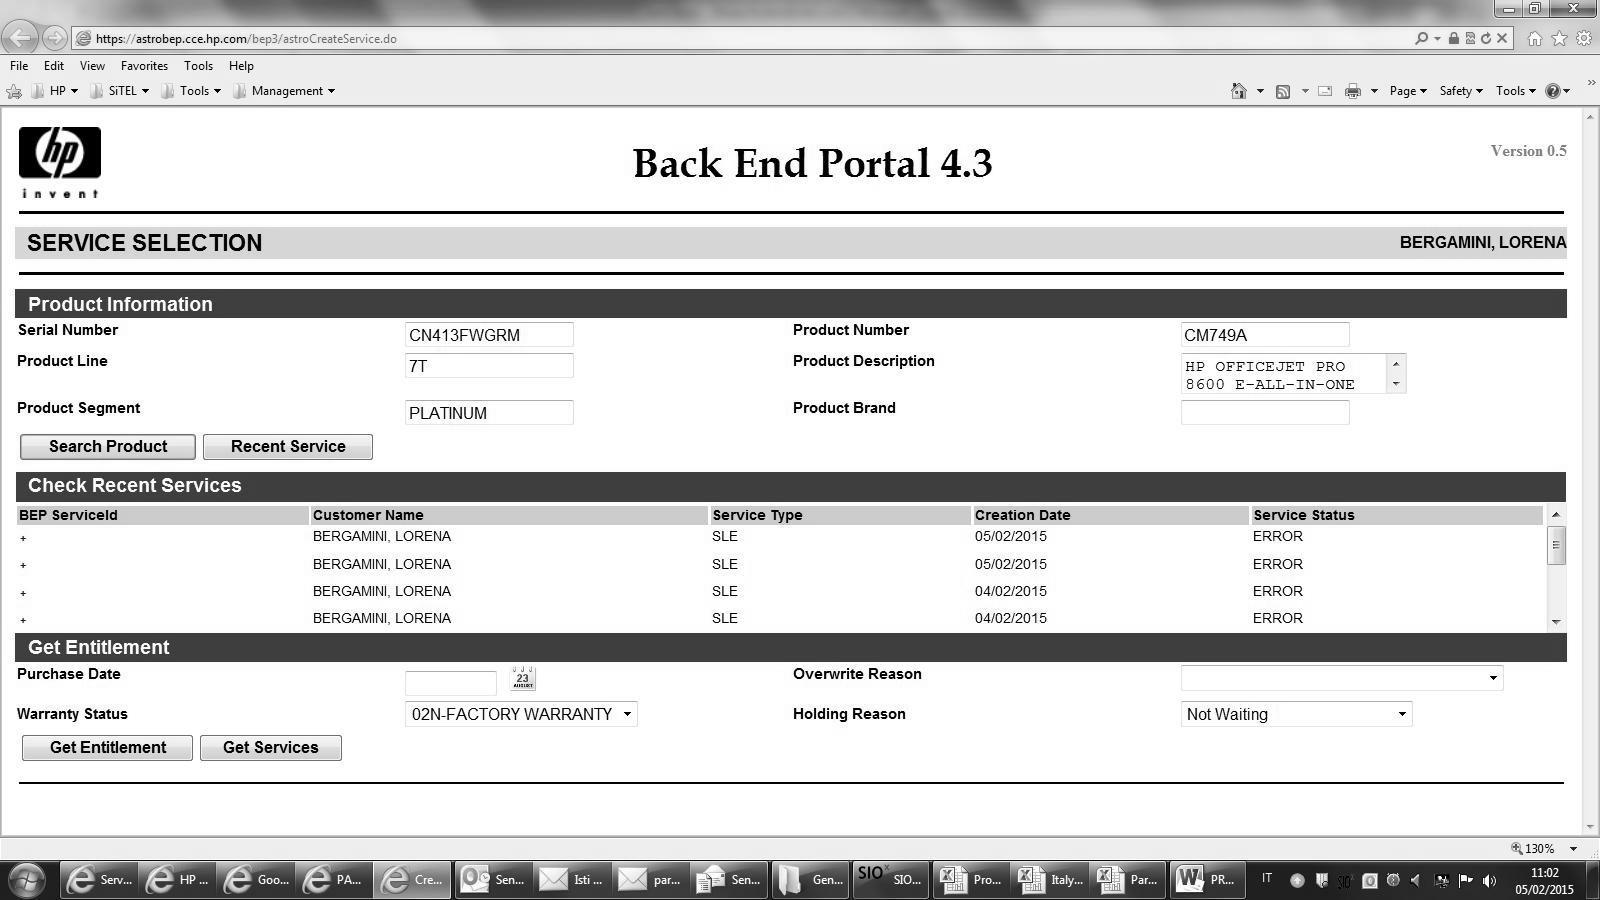 https://astrobep.cce.hp.com/bep3/astroCreateService.do
File Edit View Favorites Tools Help
HP SiTEL Tools Management Page Safety Tools
hp
invent
Back End Portal 4.3
Version 0.5
SERVICE SELECTION BERGAMINI, LORENA
Product Information
Serial Number CN413FWGRM Product Number CM749A
Product Line 7T Product Description HP OFFICEJET PRO
8600 E-ALL-IN-ONE
Product Segment PLATINUM Product Brand
Search Product Recent Service
Check Recent Services
BEP ServiceId Customer Name Service Type Creation Date Service Status
+ BERGAMINI, LORENA SLE 05/02/2015 ERROR
+ BERGAMINI, LORENA SLE 05/02/2015 ERROR
+ BERGAMINI, LORENA SLE 04/02/2015 ERROR
+ BERGAMINI, LORENA SLE 04/02/2015 ERROR
Get Entitlement
Purchase Date 23 AUGUST Overwrite Reason
Warranty Status 02N-FACTORY WARRANTY Holding Reason Not Waiting
Get Entitlement Get Services
130%
Serv... HP ... Goo... PA... Cre... Sen... Isti ... par... Sen... Gen... SIO SIO... Pro... Italy... Par... PR... IT 11:02
05/02/2015